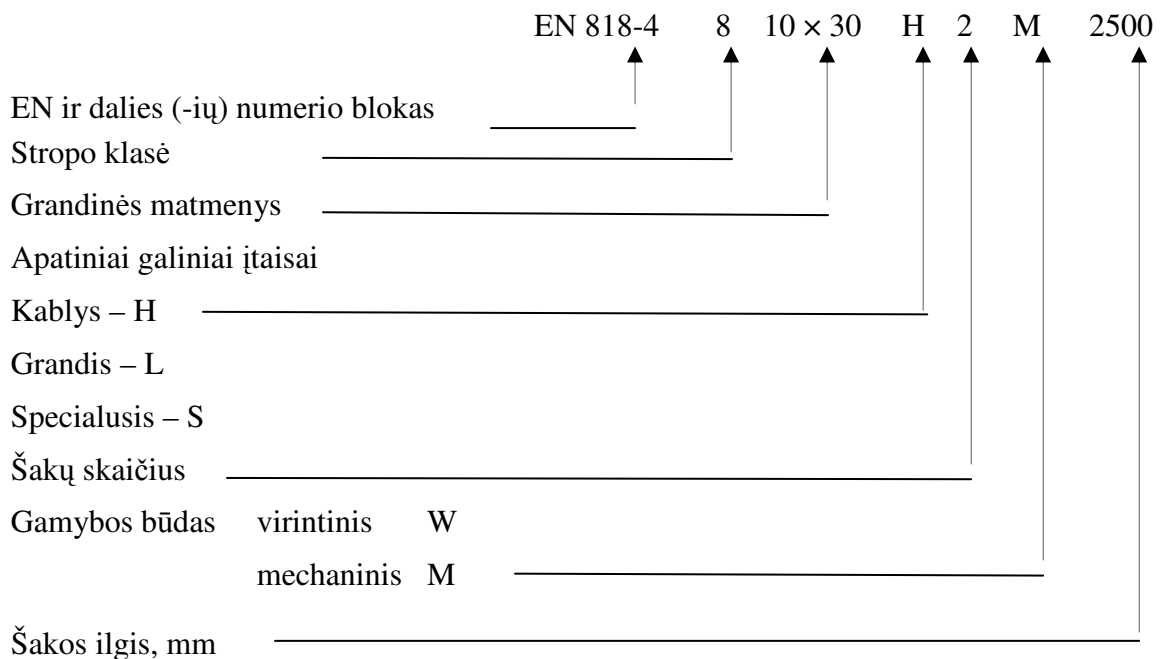 EN 818-4 8 10 × 30 H 2 M 2500
EN ir dalies (-ių) numerio blokas
Stropo klasė
Grandinės matmenys
Apatiniai galiniai įtaisai
Kablys – H
Grandis – L
Specialusis – S
Šakų skaičius
Gamybos būdas virintinis W
mechaninis M
Šakos ilgis, mm